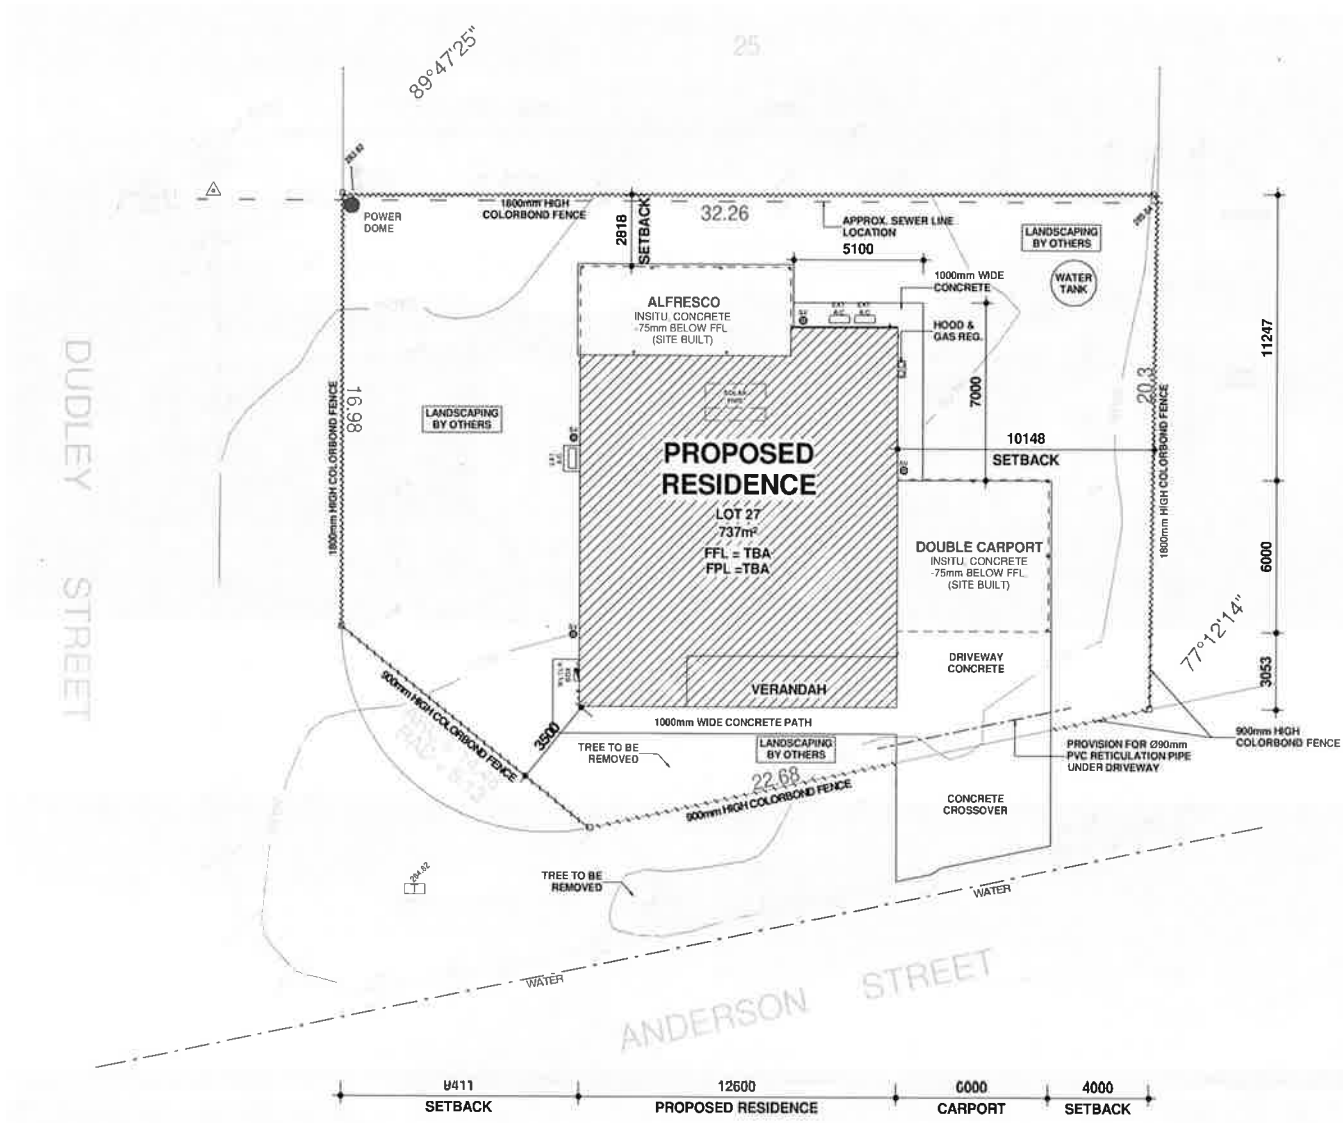 89°47'25"
25
283.82
1800mm HIGH
COLORBOND FENCE
POWER
DOME
2818
SETBACK
32.26
APPROX. SEWER LINE
LOCATION
5100
LANDSCAPING
BY OTHERS
WATER
TANK
1000mm WIDE
CONCRETE
HOOD &
GAS REG.
ALFRESCO
INSITU. CONCRETE
-75mm BELOW FFL
(SITE BUILT)
EXT
A/C
EXT
A/C
11247
7000
20.3
1800mm HIGH COLORBOND FENCE
DUDLEY STREET
1800mm HIGH COLORBOND FENCE
16.98
LANDSCAPING
BY OTHERS
PROPOSED
RESIDENCE
LOT 27
737m²
FFL = TBA
FPL =TBA
10148
SETBACK
DOUBLE CARPORT
INSITU. CONCRETE
-75mm BELOW FFL
(SITE BUILT)
6000
77°12'14"
3053
DRIVEWAY
CONCRETE
VERANDAH
1000mm WIDE CONCRETE PATH
900mm HIGH COLORBOND FENCE
3500
TREE TO BE
REMOVED
LANDSCAPING
BY OTHERS
22.68
900mm HIGH COLORBOND FENCE
PROVISION FOR Ø90mm
PVC RETICULATION PIPE
UNDER DRIVEWAY
900mm HIGH
COLORBOND FENCE
CONCRETE
CROSSOVER
TREE TO BE
REMOVED
284.82
WATER
WATER
ANDERSON STREET
9411
SETBACK
12600
PROPOSED RESIDENCE
6000
CARPORT
4000
SETBACK